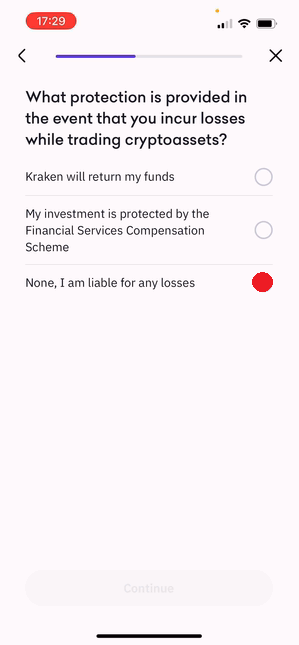 17:29
What protection is provided in
the event that you incur losses
while trading cryptoassets?
Kraken will return my funds
My investment is protected by the
Financial Services Compensation
Scheme
None, I am liable for any losses
Continue